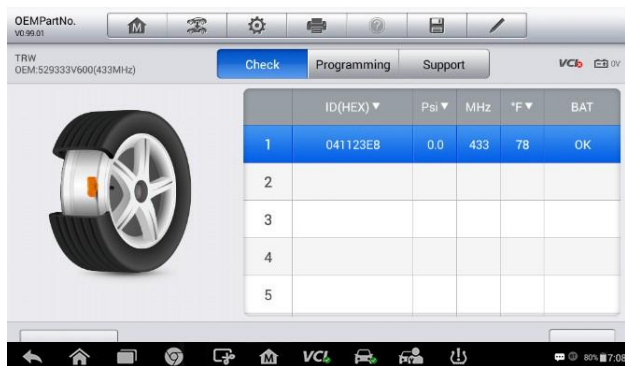 OEMPartNo.
V0.99.01
TRW
OEM:529333V600(433MHz)
Check Programming Support
VCI 0V
ID(HEX)▼ Psi▼ MHz °F▼ BAT
1 041123E8 0.0 433 78 OK
2
3
4
5
M VCI 80% 7:08